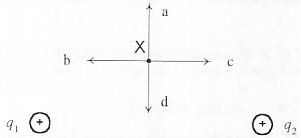 a
X
b c
d
q₁ + + q₂